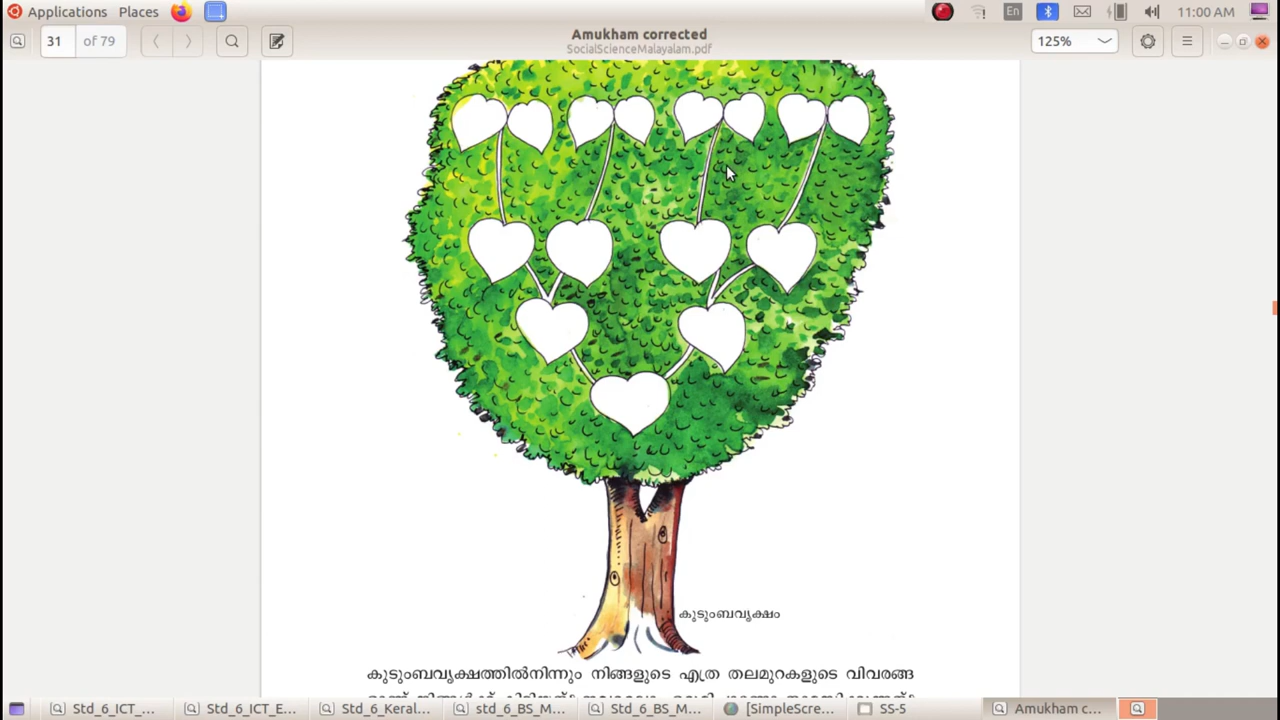 Applications Places En 11:00 AM
31 of 79 Amukham corrected 125%
SocialScienceMalayalam.pdf
കുടുംബവൃക്ഷം
കുടുംബവൃക്ഷത്തിൽനിന്നും നിങ്ങളുടെ എത്ര തലമുറകളുടെ വിവരങ്ങ
Std_6_ICT_... Std_6_ICT_E... Std_6_Keral... std_6_BS_M... Std_6_BS_M... [SimpleScre... SS-5 Amukham c...